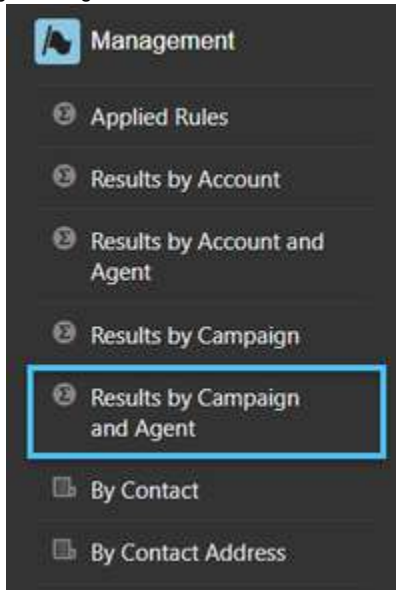 Management
Applied Rules
Results by Account
Results by Account and
Agent
Results by Campaign
Results by Campaign
and Agent
By Contact
By Contact Address